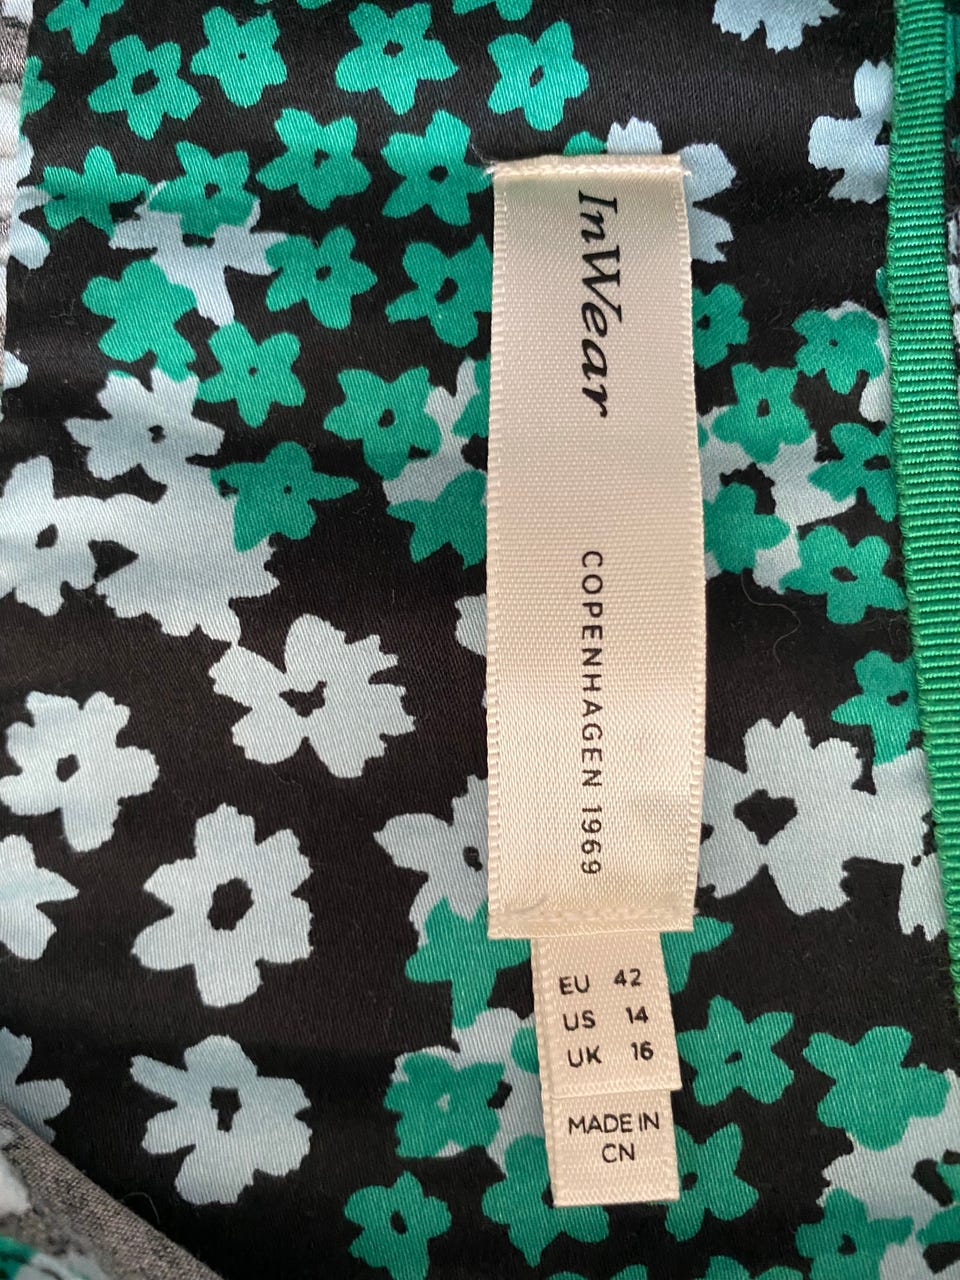 InWear
COPENHAGEN 1969
EU 42
US 14
UK 16
MADE IN
CN